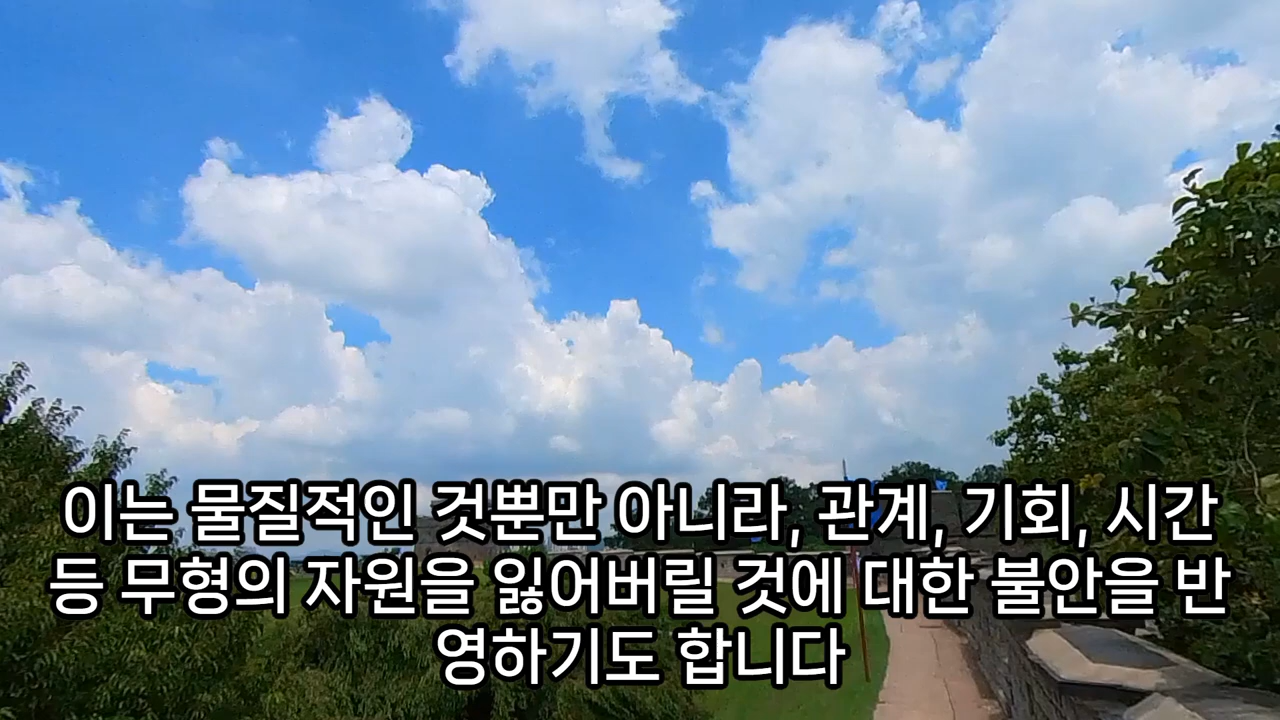 이는 물질적인 것뿐만 아니라, 관계, 기회, 시간
등 무형의 자원을 잃어버릴 것에 대한 불안을 반
영하기도 합니다